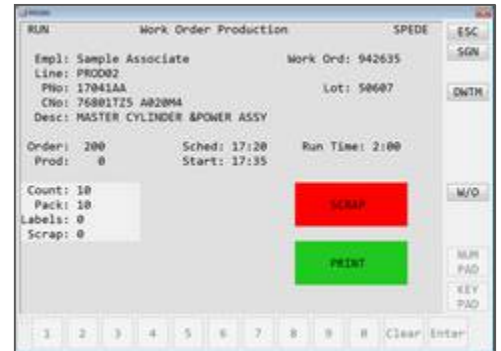 RUN Work Order Production SPEDE ESC
SGN
Empl: Sample Associate Work Ord: 942635
Line: PROD02
PNo: 17041AA Lot: 50607 DWTM
CNo: 76801TZ5 A020M4
Desc: MASTER CYLINDER &POWER ASSY
Order: 200 Sched: 17:20 Run Time: 2:00
Prod: 0 Start: 17:35
Count: 10 W/O
Pack: 10 SCRAP
Labels: 0
Scrap: 0
PRINT NUM PAD
KEY PAD
1 2 3 4 5 6 7 8 9 0 Clear Enter